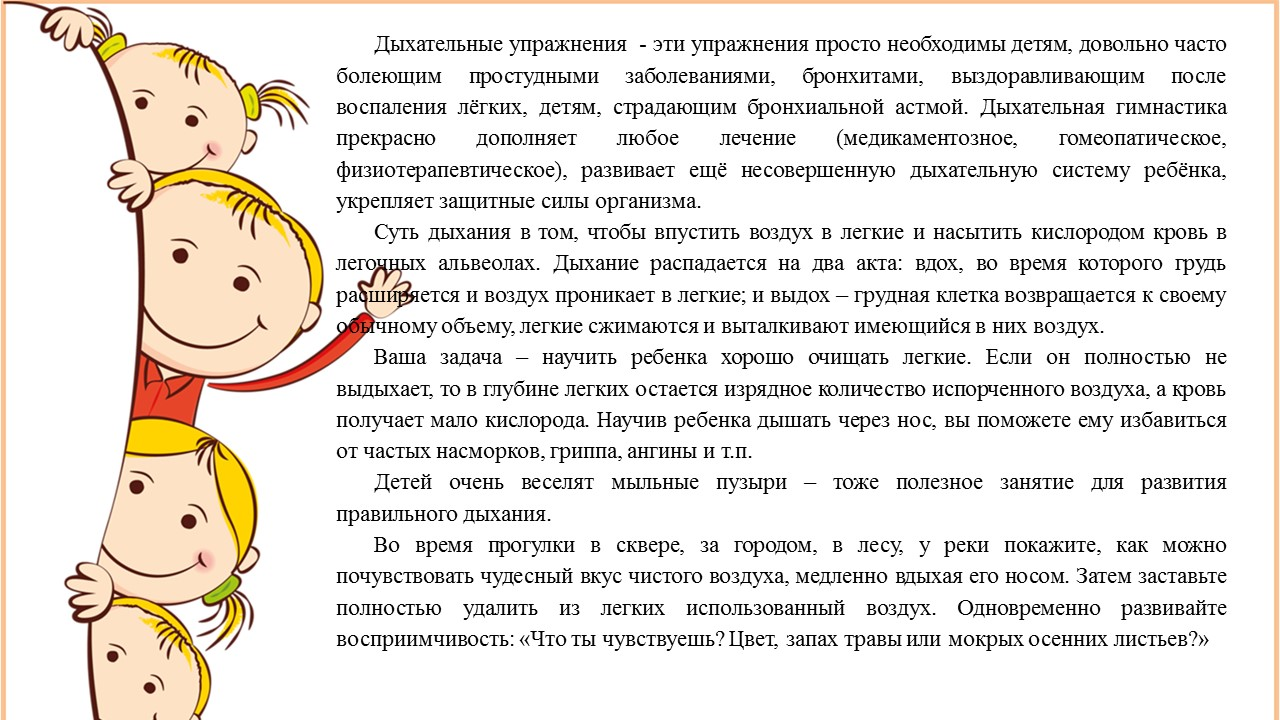 Дыхательные упражнения  - эти упражнения просто необходимы детям, довольно часто
болеющим простудными заболеваниями, бронхитами, выздоравливающим после
воспаления лёгких, детям, страдающим бронхиальной астмой. Дыхательная гимнастика
прекрасно дополняет любое лечение (медикаментозное, гомеопатическое,
физиотерапевтическое), развивает ещё несовершенную дыхательную систему ребёнка,
укрепляет защитные силы организма.
Суть дыхания в том, чтобы впустить воздух в легкие и насытить кислородом кровь в
легочных альвеолах. Дыхание распадается на два акта: вдох, во время которого грудь
расширяется и воздух проникает в легкие; и выдох – грудная клетка возвращается к своему
обычному объему, легкие сжимаются и выталкивают имеющийся в них воздух.
Ваша задача – научить ребенка хорошо очищать легкие. Если он полностью не
выдыхает, то в глубине легких остается изрядное количество испорченного воздуха, а кровь
получает мало кислорода. Научив ребенка дышать через нос, вы поможете ему избавиться
от частых насморков, гриппа, ангины и т.п.
Детей очень веселят мыльные пузыри – тоже полезное занятие для развития
правильного дыхания.
Во время прогулки в сквере, за городом, в лесу, у реки покажите, как можно
почувствовать чудесный вкус чистого воздуха, медленно вдыхая его носом. Затем заставьте
полностью удалить из легких использованный воздух. Одновременно развивайте
восприимчивость: «Что ты чувствуешь? Цвет, запах травы или мокрых осенних листьев?»